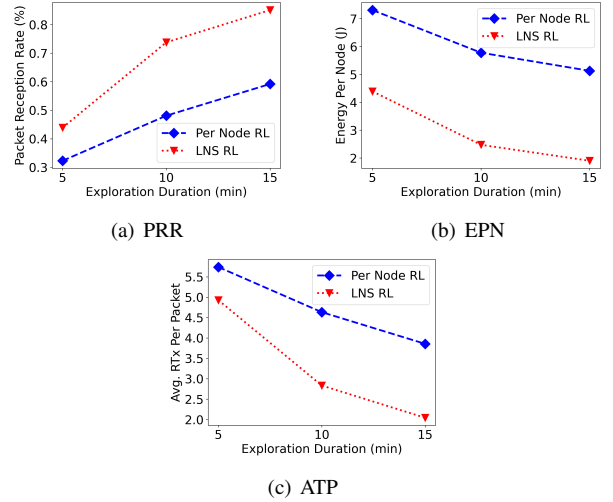 Packet Reception Rate (%)
0.8
0.7
0.6
0.5
0.4
0.3
Per Node RL
LNS RL
5 10 15
Exploration Duration (min)
(a) PRR
Energy Per Node (J)
7
6
5
4
3
2
Per Node RL
LNS RL
5 10 15
Exploration Duration (min)
(b) EPN
Avg. RTx Per Packet
5.5
5.0
4.5
4.0
3.5
3.0
2.5
2.0
Per Node RL
LNS RL
5 10 15
Exploration Duration (min)
(c) ATP